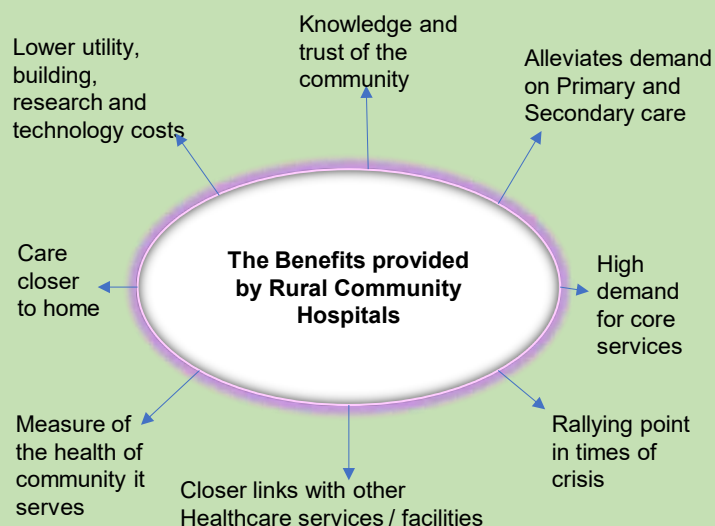 Knowledge and
trust of the
community
Lower utility,
building,
research and
technology costs
Alleviates demand
on Primary and
Secondary care
The Benefits provided
by Rural Community
Hospitals
Care
closer
to home
High
demand
for core
services
Measure of
the health of
community it
serves
Rallying point
in times of
crisis
Closer links with other
Healthcare services / facilities